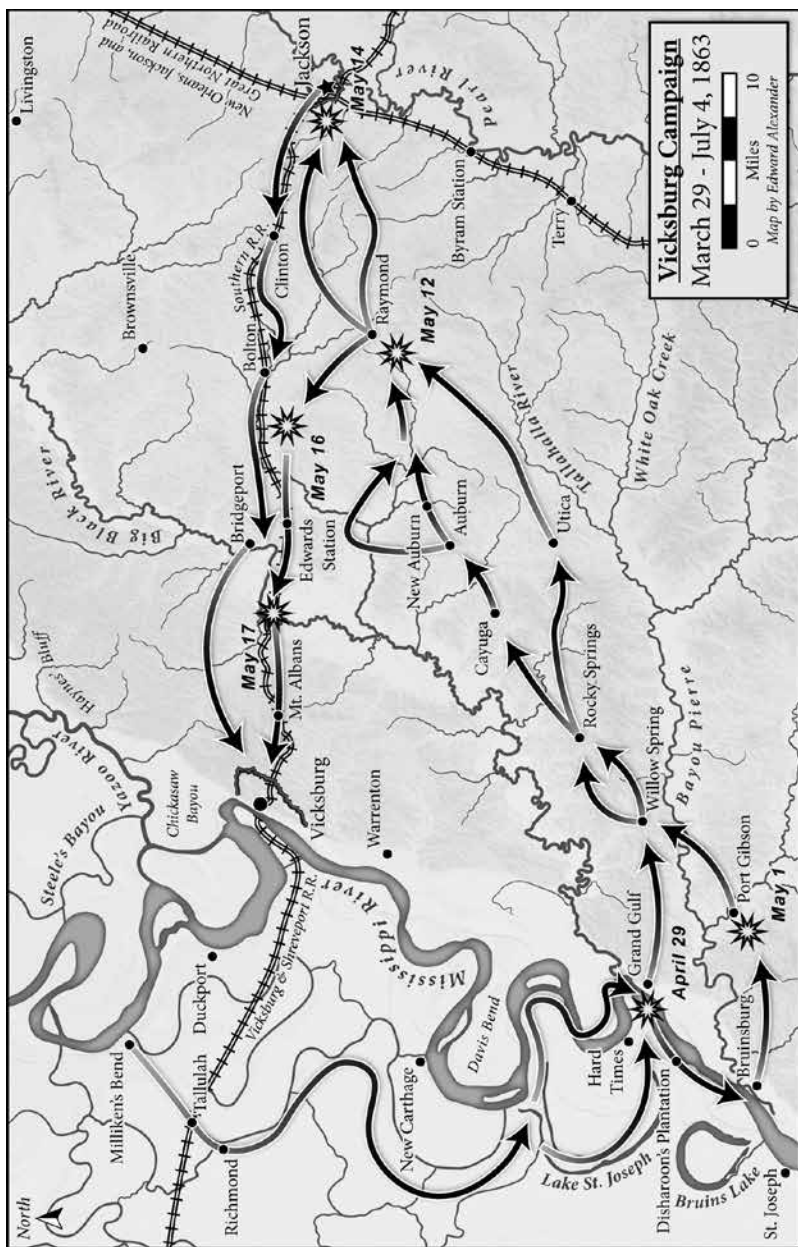 North
Milliken's Bend
Tallulah
Richmond
Duckport
Vicksburg & Shreveport R.R.
Steele's Bayou
Yazoo River
Chickasaw
Bayou
Haynes' Bluff
Vicksburg
Warrenton
Mississippi River
New Carthage
Davis Bend
Hard
Times
Lake St. Joseph
Disharoon's Plantation
Bruins Lake
St. Joseph
Bruinsburg
Grand Gulf
April 29
Port Gibson
May 1
Willow Spring
Bayou Pierre
Rocky Springs
Cayuga
Utica
Auburn
New Auburn
Tallahalla River
White Oak Creek
Mt. Albans
May 17
Edwards
Station
Bridgeport
Big Black River
May 16
Bolton
Southern R.R.
Clinton
Brownsville
Livingston
New Orleans, Jackson, and
Great Northern Railroad
Jackson
May 14
Raymond
May 12
Pearl River
Byram Station
Terry
Vicksburg Campaign
March 29 - July 4, 1863
0 Miles 10
Map by Edward Alexander